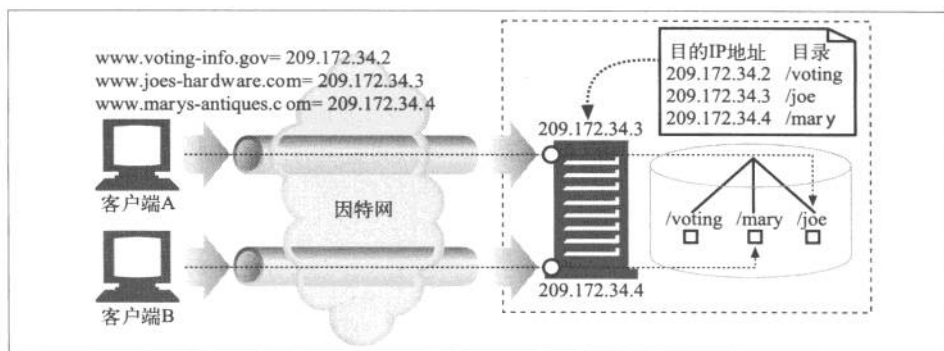 www.voting-info.gov= 209.172.34.2
www.joes-hardware.com= 209.172.34.3
www.marys-antiques.c om= 209.172.34.4
目的IP地址 目录
209.172.34.2 /voting
209.172.34.3 /joe
209.172.34.4 /mar y
209.172.34.3
客户端A
因特网
/voting /mary /joe
209.172.34.4
客户端B